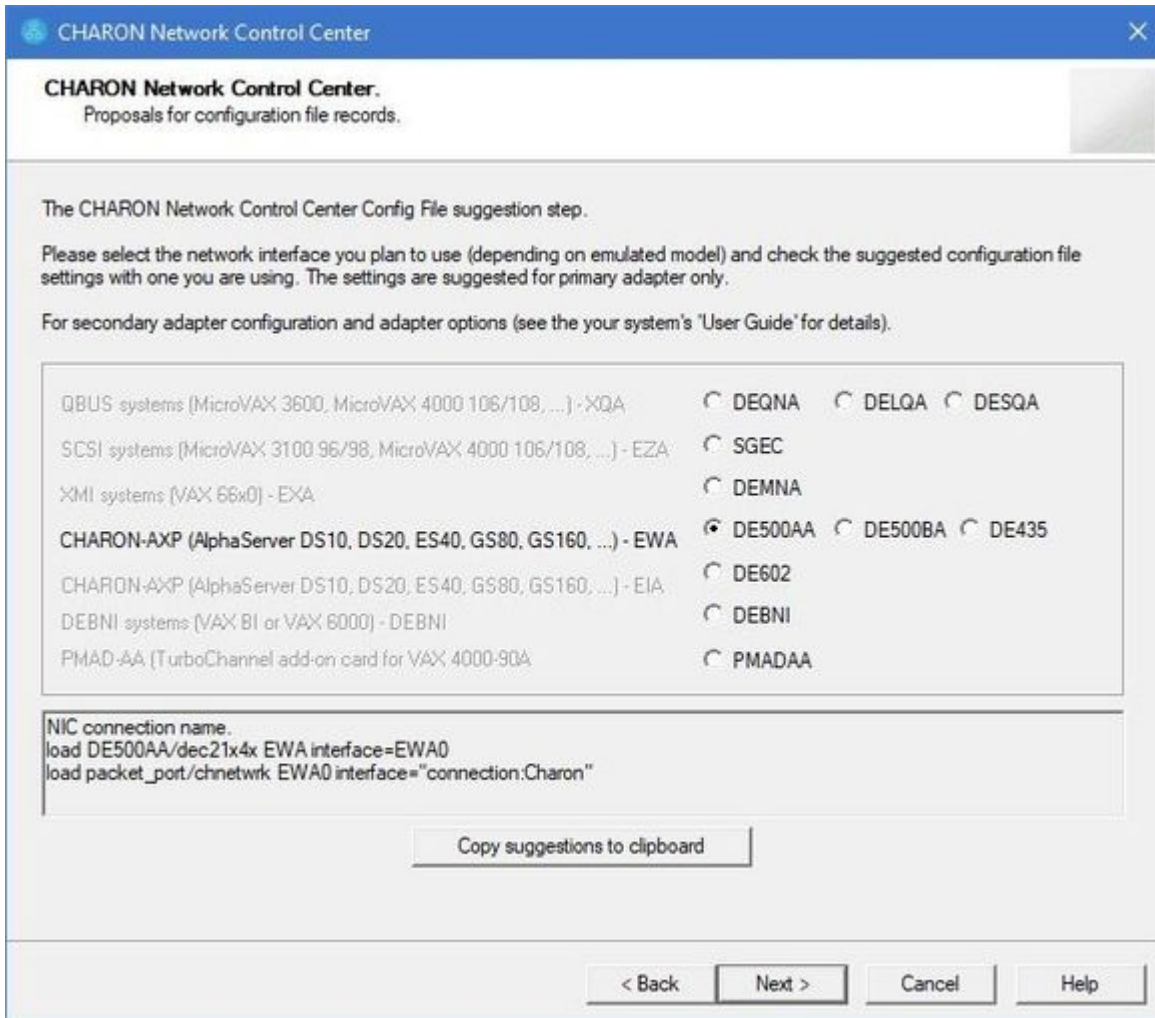 CHARON Network Control Center
CHARON Network Control Center.
Proposals for configuration file records.
The CHARON Network Control Center Config File suggestion step.
Please select the network interface you plan to use (depending on emulated model) and check the suggested configuration file
settings with one you are using. The settings are suggested for primary adapter only.
For secondary adapter configuration and adapter options (see the your system's 'User Guide' for details).
QBUS systems (MicroVAX 3600, MicroVAX 4000 106/108, ...) - XQA DEQNA DELQA DESQA
SCSI systems (MicroVAX 3100 96/98, MicroVAX 4000 106/108, ...) - EZA SGEC
XMI systems (VAX 66x0) - EXA DEMNA
CHARON-AXP (AlphaServer DS10, DS20, ES40, GS80, GS160, ...) - EWA DE500AA DE500BA DE435
CHARON-AXP (AlphaServer DS10, DS20, ES40, GS80, GS160, ...) - EIA DE602
DEBNI systems (VAX BI or VAX 6000) - DEBNI DEBNI
PMAD-AA (TurboChannel add-on card for VAX 4000-90A PMADAA
NIC connection name.
load DE500AA/dec21x4x EWA interface=EWA0
load packet_port/chnetwrk EWA0 interface="connection:Charon"
Copy suggestions to clipboard
< Back Next > Cancel Help